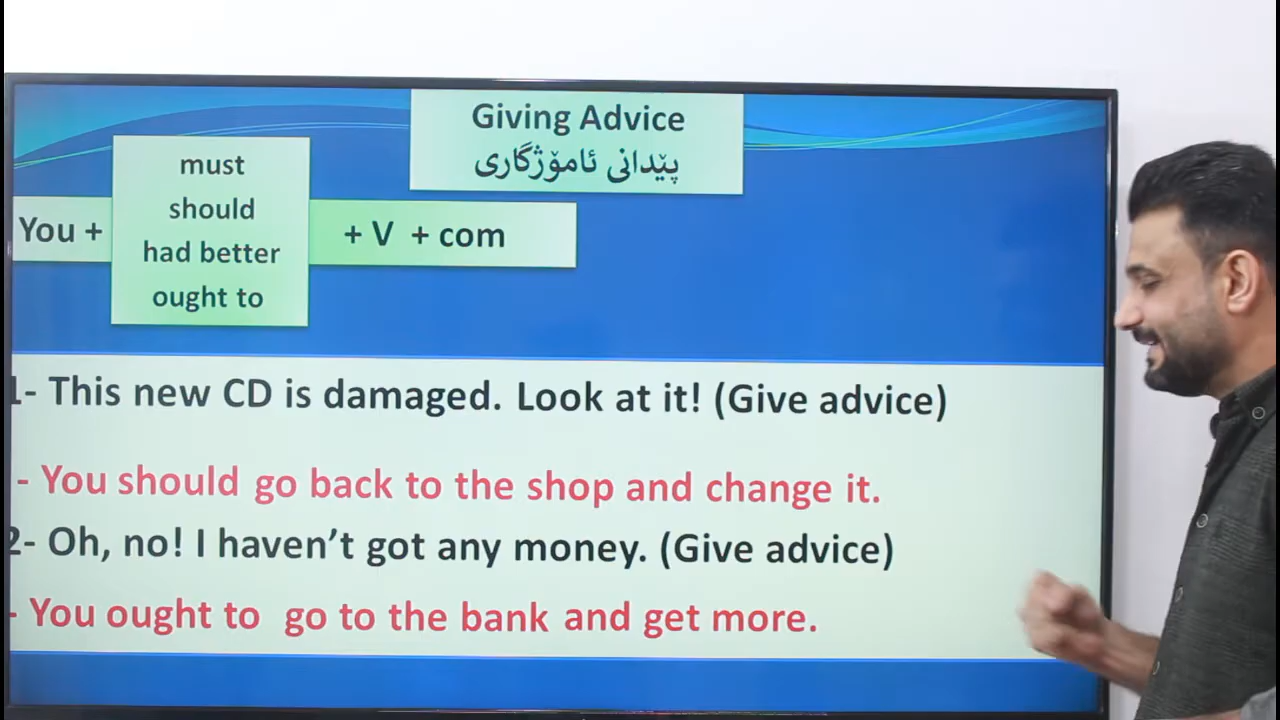 Giving Advice
پێدانی ئامۆژگاری
must
should
had better
ought to
You +
+ V + com
1- This new CD is damaged. Look at it! (Give advice)
- You should go back to the shop and change it.
2- Oh, no! I haven't got any money. (Give advice)
- You ought to go to the bank and get more.